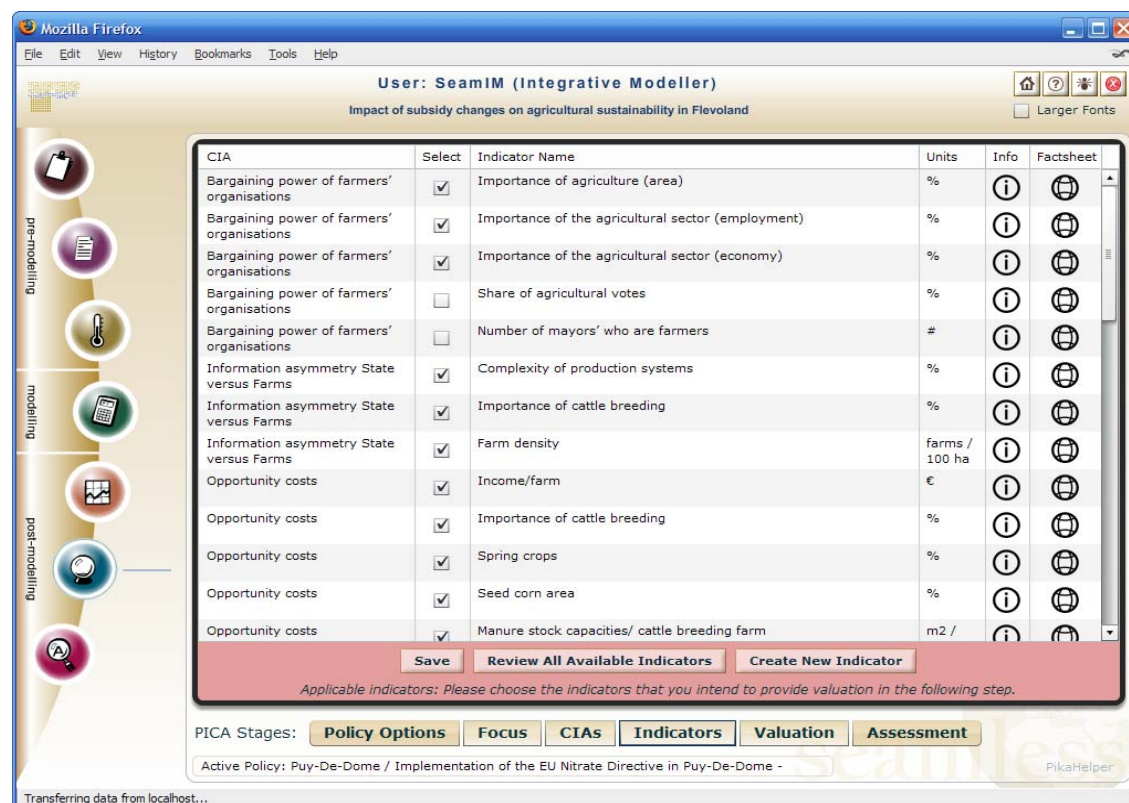 Mozilla Firefox
File Edit View History Bookmarks Tools Help
User: SeamIM (Integrative Modeller)
Impact of subsidy changes on agricultural sustainability in Flevoland
Larger Fonts
pre-modelling
modelling
post-modelling
CIA Select Indicator Name Units Info Factsheet
Bargaining power of farmers' Importance of agriculture (area) %
organisations
Bargaining power of farmers' Importance of the agricultural sector (employment) %
organisations
Bargaining power of farmers' Importance of the agricultural sector (economy) %
organisations
Bargaining power of farmers' Share of agricultural votes %
organisations
Bargaining power of farmers' Number of mayors' who are farmers #
organisations
Information asymmetry State Complexity of production systems %
versus Farms
Information asymmetry State Importance of cattle breeding %
versus Farms
Information asymmetry State Farm density farms /
versus Farms 100 ha
Opportunity costs Income/farm €
Opportunity costs Importance of cattle breeding %
Opportunity costs Spring crops %
Opportunity costs Seed corn area %
Opportunity costs Manure stock capacities/ cattle breeding farm m2 /
Save Review All Available Indicators Create New Indicator
Applicable indicators: Please choose the indicators that you intend to provide valuation in the following step.
PICA Stages: Policy Options Focus CIAs Indicators Valuation Assessment
Active Policy: Puy-De-Dome / Implementation of the EU Nitrate Directive in Puy-De-Dome -
seamless
PikaHelper
Transferring data from localhost...